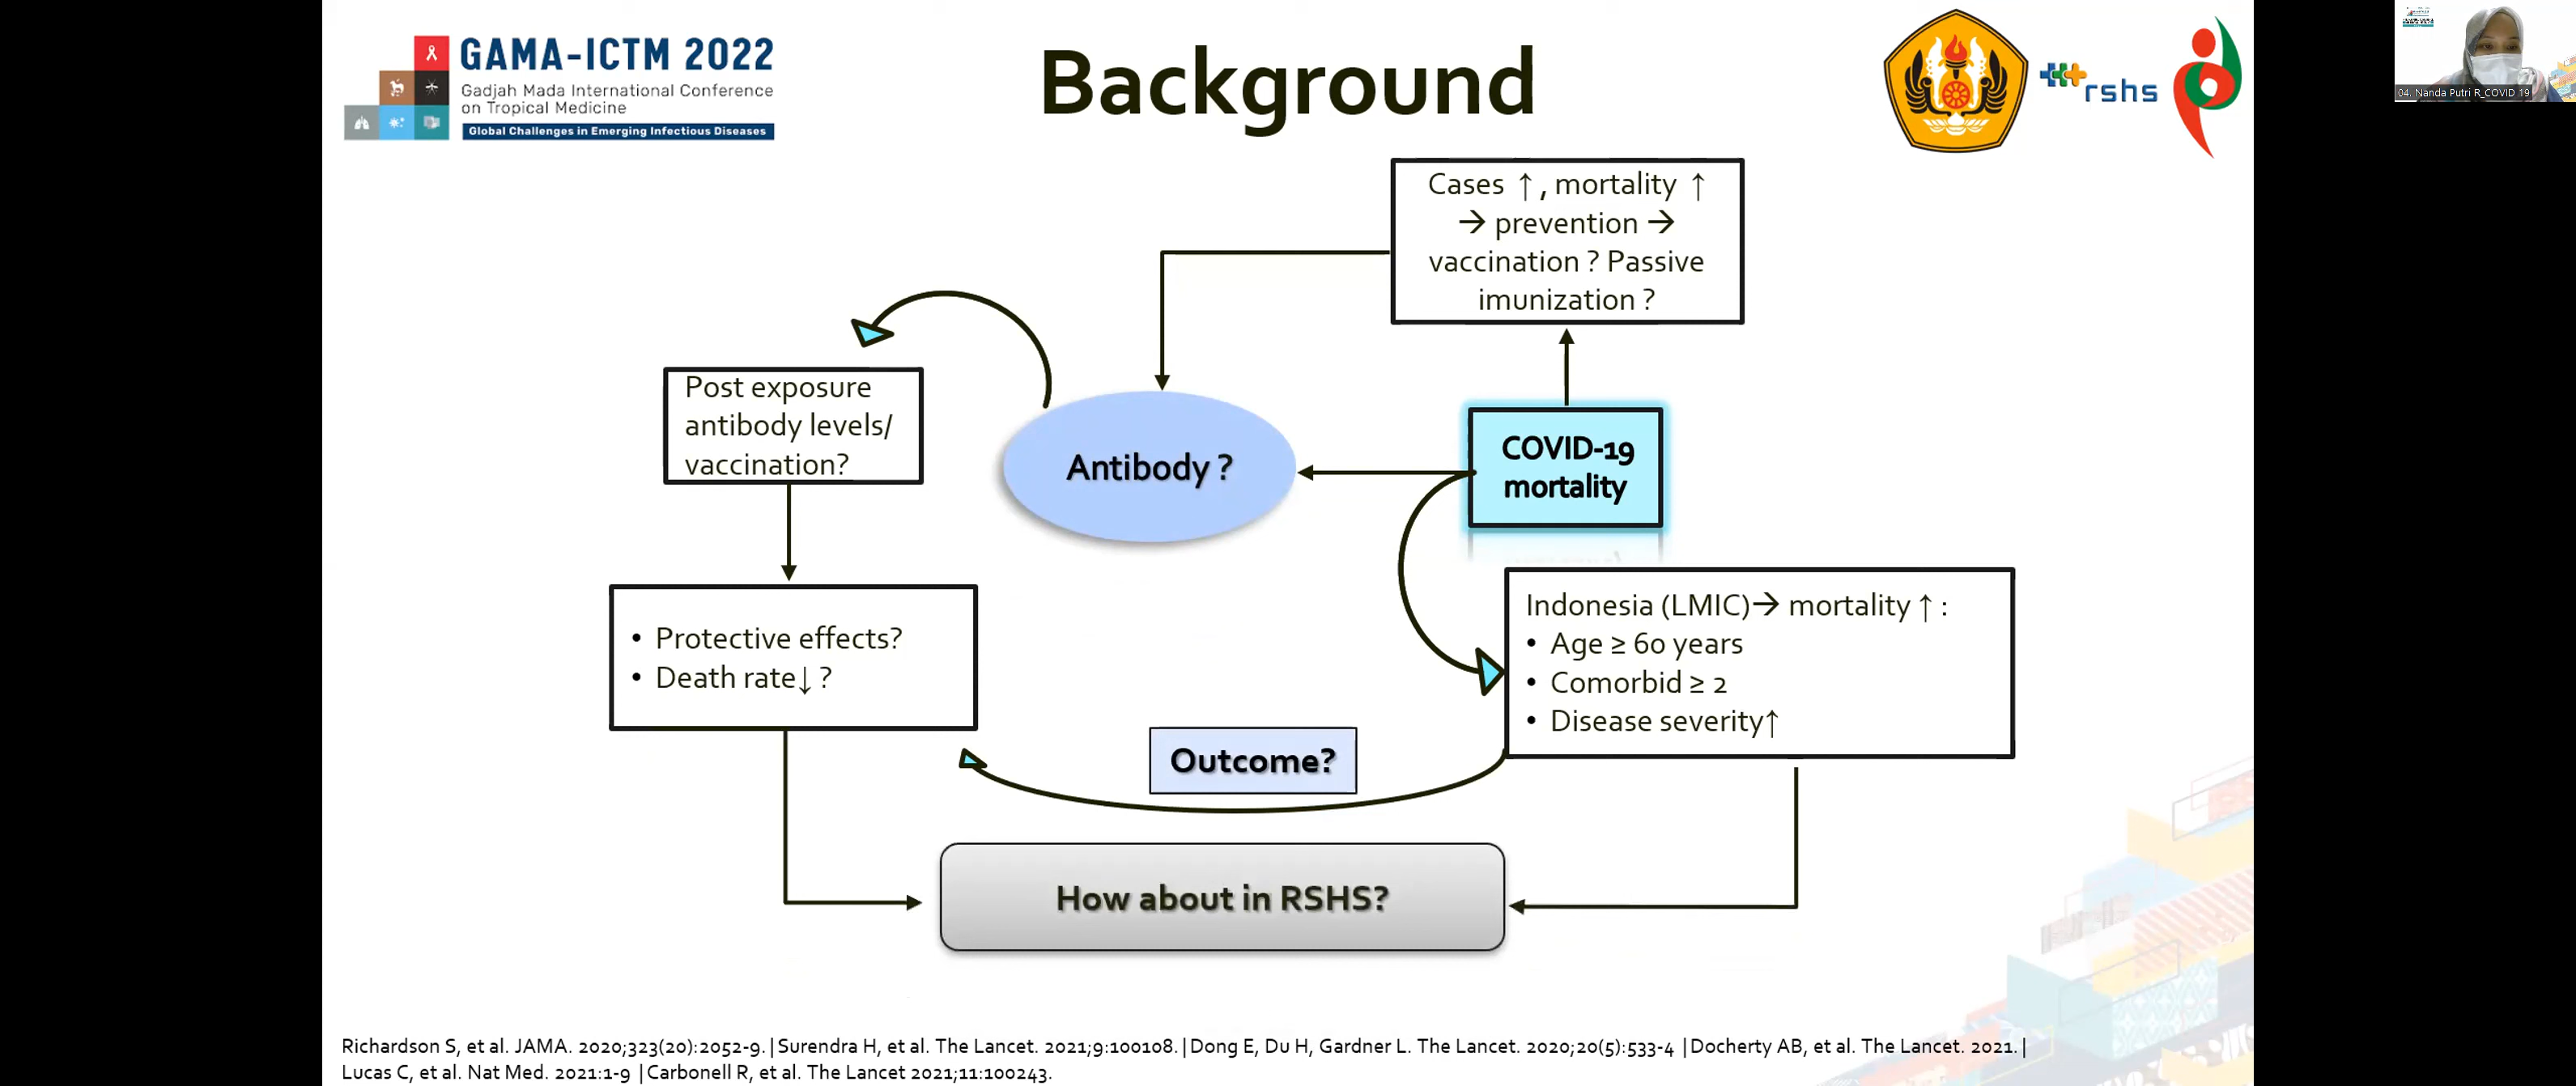 GAMA-ICTM 2022
Gadjah Mada International Conference
on Tropical Medicine
Global Challenges in Emerging Infectious Diseases
Background
rshs
04. Nanda Putri R_COVID 19
Cases ↑ , mortality ↑
→ prevention →
vaccination ? Passive
imunization ?
Post exposure
antibody levels/
vaccination?
Antibody ?
COVID-19
mortality
• Protective effects?
• Death rate↓ ?
Indonesia (LMIC)→ mortality ↑ :
• Age ≥ 60 years
• Comorbid ≥ 2
• Disease severity↑
Outcome?
How about in RSHS?
Richardson S, et al. JAMA. 2020;323(20):2052-9.|Surendra H, et al. The Lancet. 2021;9:100108.|Dong E, Du H, Gardner L. The Lancet. 2020;20(5):533-4 |Docherty AB, et al. The Lancet. 2021.|
Lucas C, et al. Nat Med. 2021:1-9 |Carbonell R, et al. The Lancet 2021;11:100243.